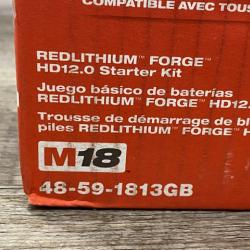 COMPATIBLE AVEC TOUS
REDLITHIUM™ FORGE™
HD12.0 Starter Kit
Juego básico de baterías
REDLITHIUM™ FORGE™ HD12.
Trousse de démarrage de bl
piles REDLITHIUM™ FORGE™ H
M18
48-59-1813GB